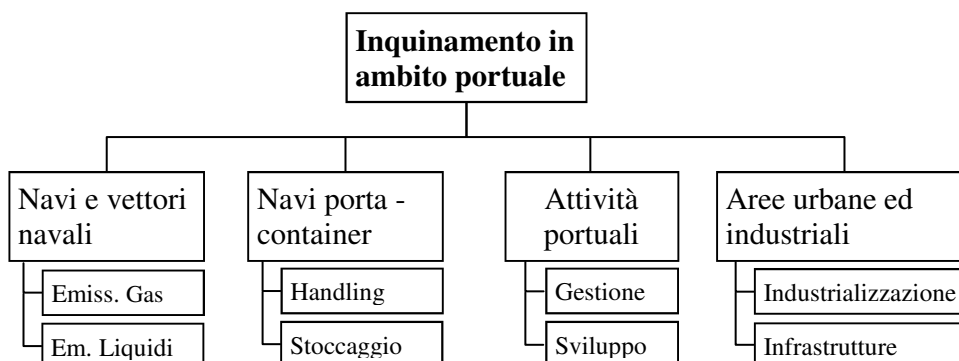 Inquinamento in
ambito portuale
Navi e vettori
navali
Emiss. Gas
Em. Liquidi
Navi porta -
container
Handling
Stoccaggio
Attività
portuali
Gestione
Sviluppo
Aree urbane ed
industriali
Industrializzazione
Infrastrutture